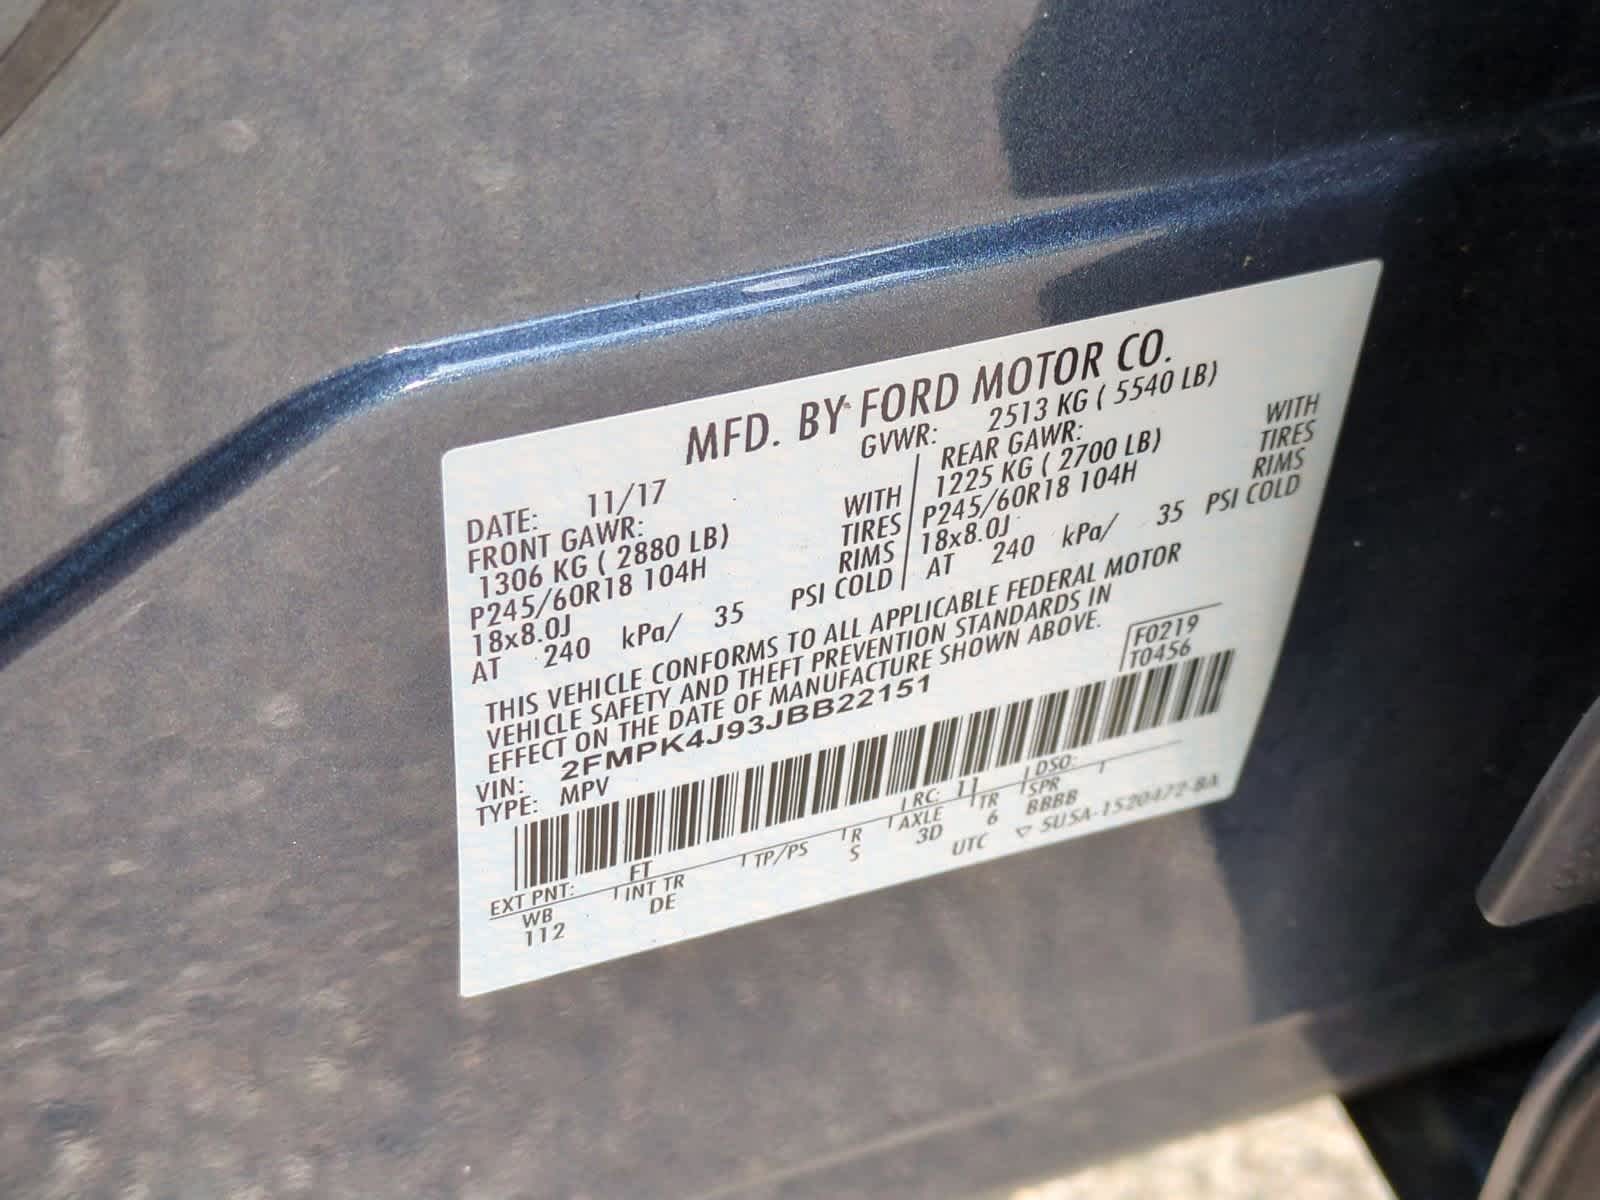 MFD. BY FORD MOTOR CO.
DATE: 11/17 GVWR: 2513 KG ( 5540 LB)
FRONT GAWR: REAR GAWR:
1306 KG ( 2880 LB) WITH 1225 KG ( 2700 LB) WITH
P245/60R18 104H TIRES P245/60R18 104H TIRES
18x8.0J RIMS 18x8.0J RIMS
AT 240 kPa/ 35 PSI COLD AT 240 kPa/ 35 PSI COLD
THIS VEHICLE CONFORMS TO ALL APPLICABLE FEDERAL MOTOR
VEHICLE SAFETY AND THEFT PREVENTION STANDARDS IN
EFFECT ON THE DATE OF MANUFACTURE SHOWN ABOVE.
VIN: 2FMPK4J93JBB22151 F0219
TYPE: MPV T0456
EXT PNT: FT RC: 11 DSO:
WB INT TR TP/PS R AXLE TR SPR
112 DE S 3D 6 BBBB
UTC ▽ 5U5A-1520472-BA